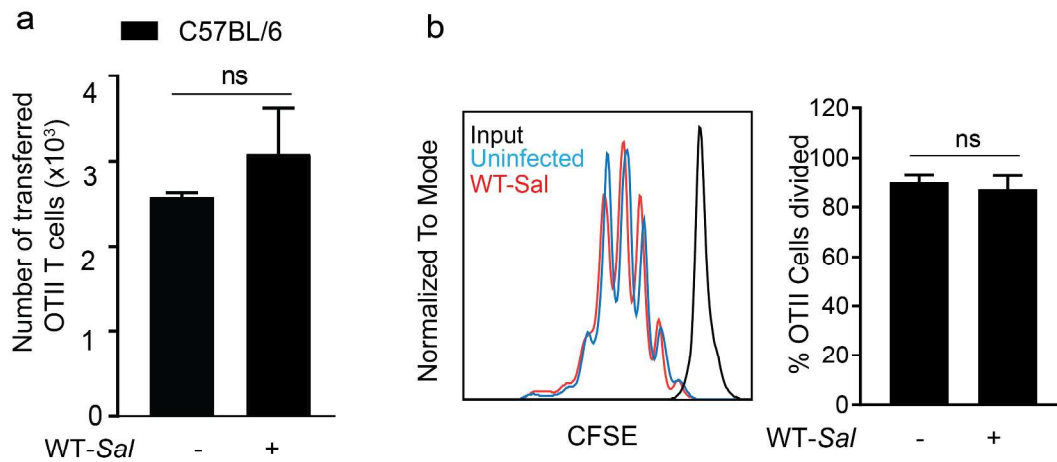 a
C57BL/6
Number of transferred
OTII T cells (x10³)
4
3
2
1
0
ns
WT-Sal - +
b
Normalized To Mode
Input
Uninfected
WT-Sal
CFSE
% OTII Cells divided
120
100
80
60
40
20
0
ns
WT-Sal - +